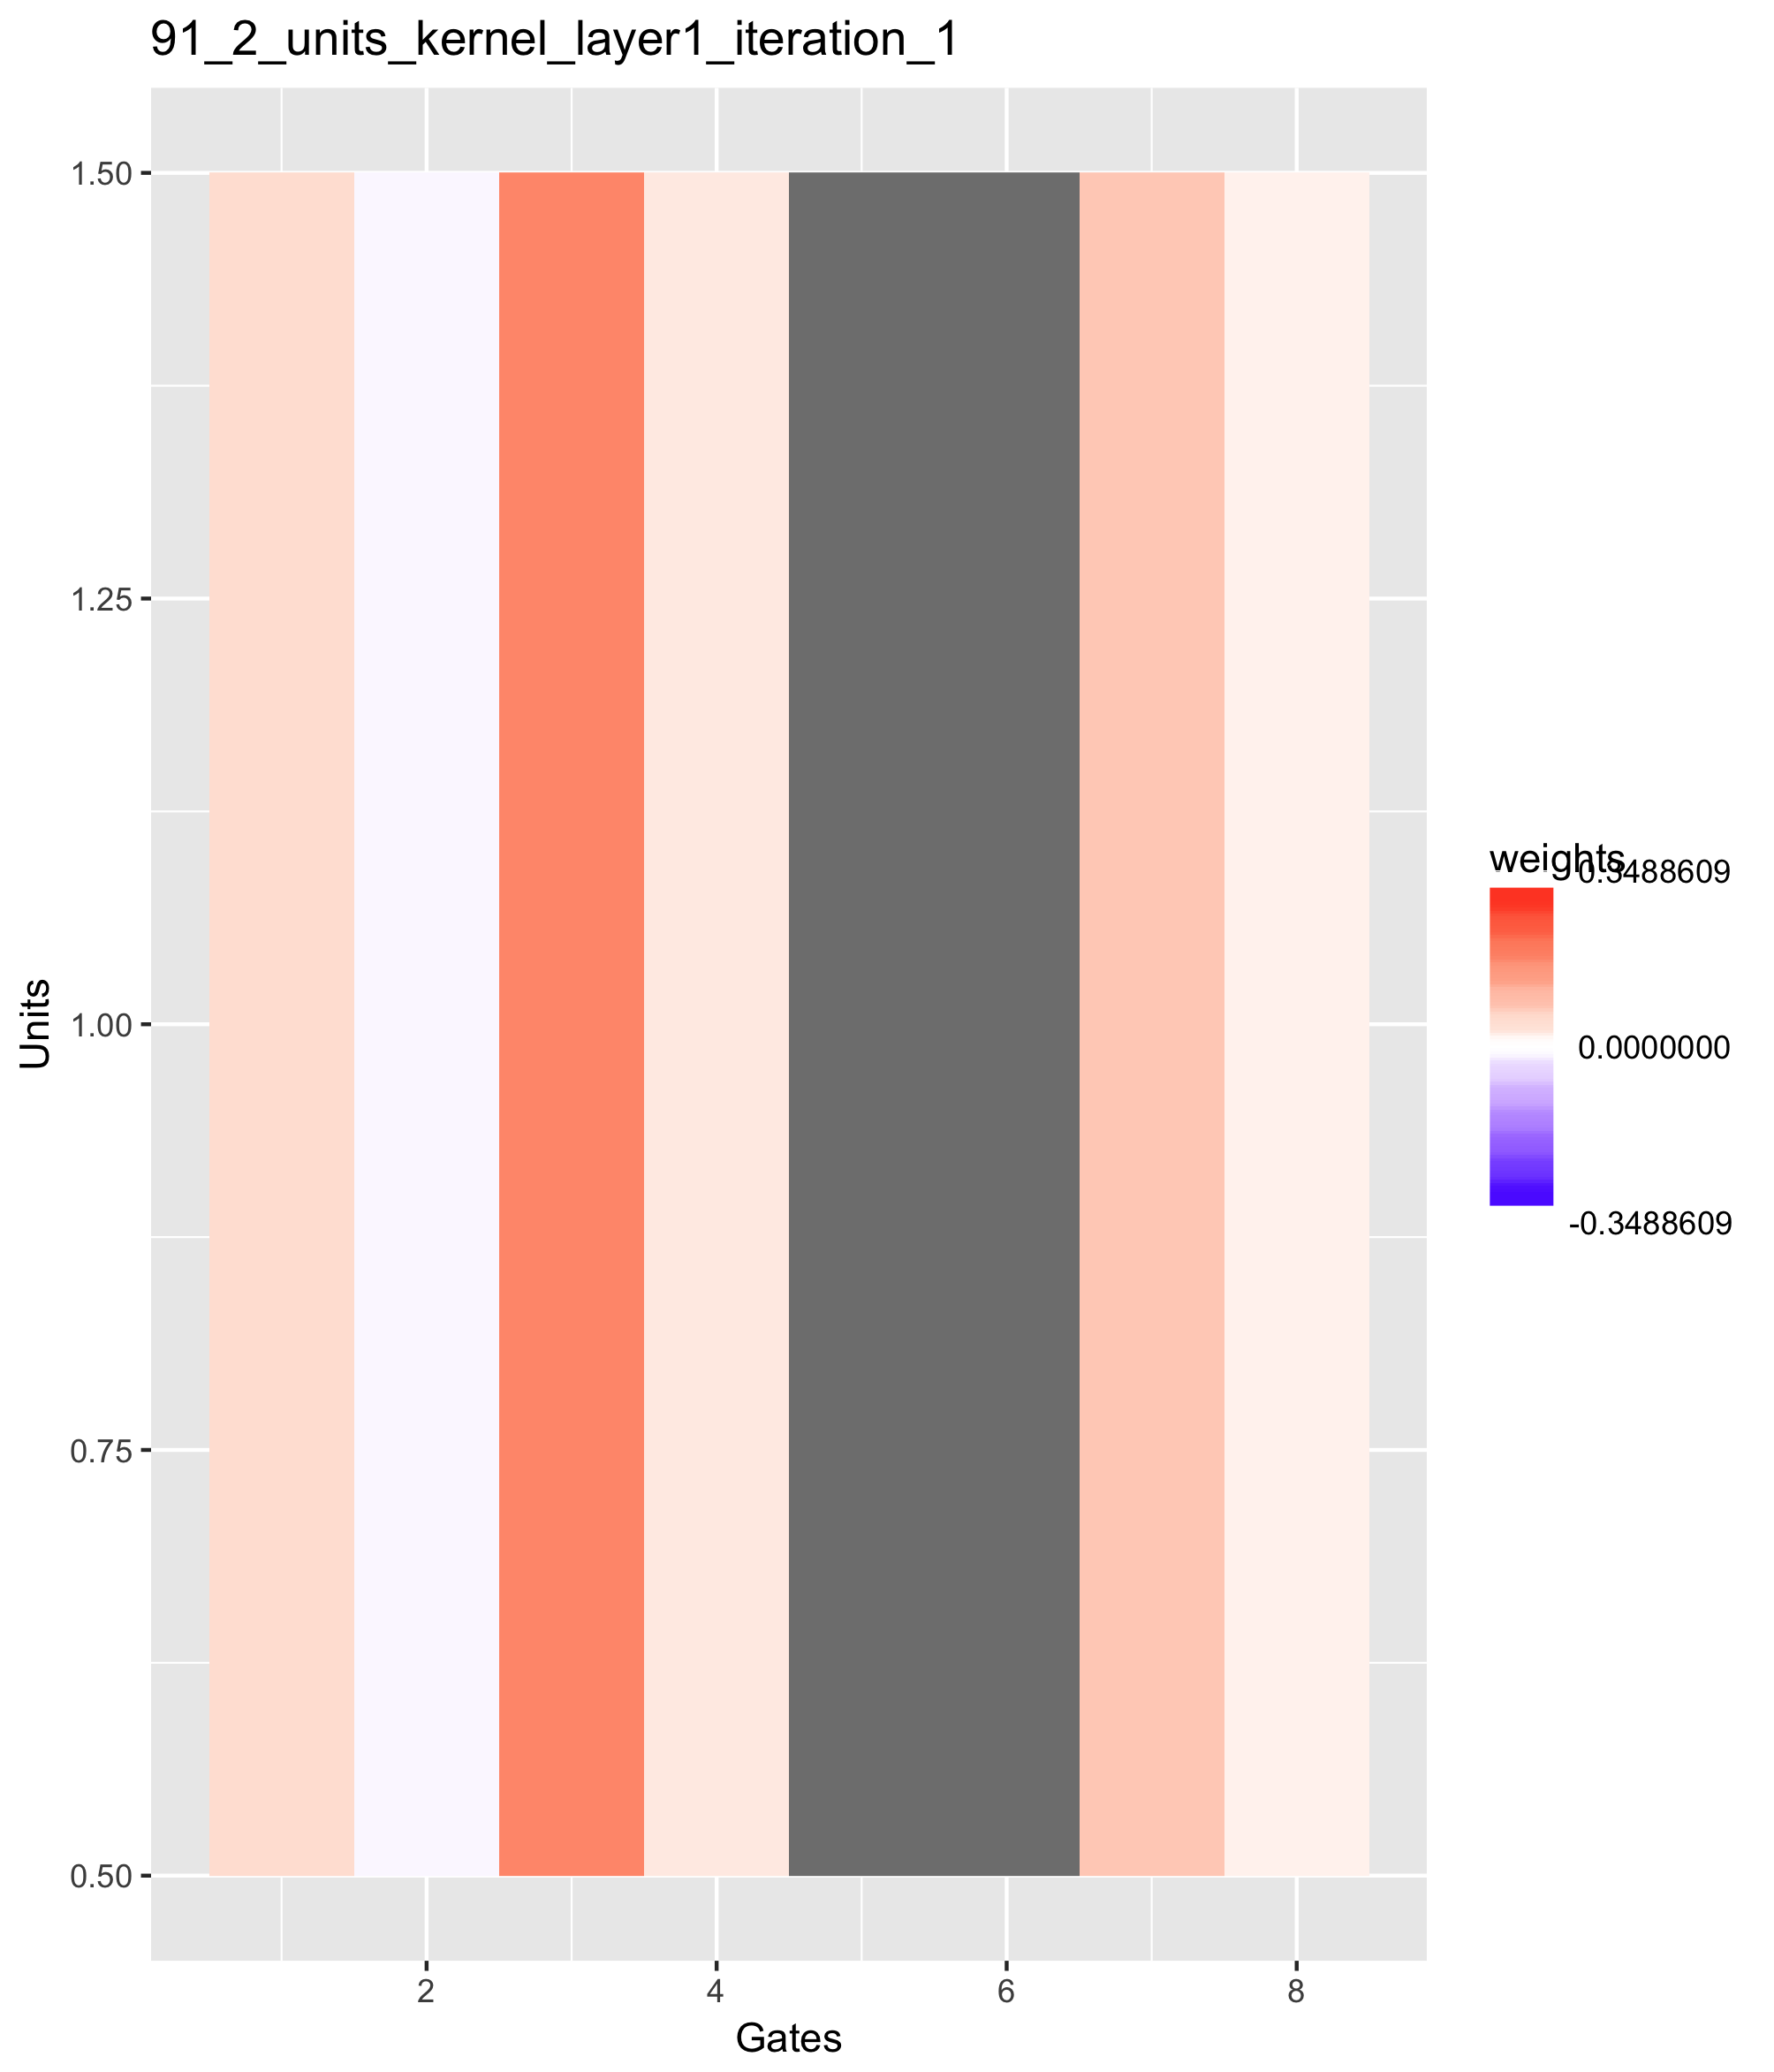 91_2_units_kernel_layer1_iteration_1
1.50
1.25
1.00
0.75
0.50
Units
2 4 6 8
Gates
weights
0.3488609
0.0000000
-0.3488609